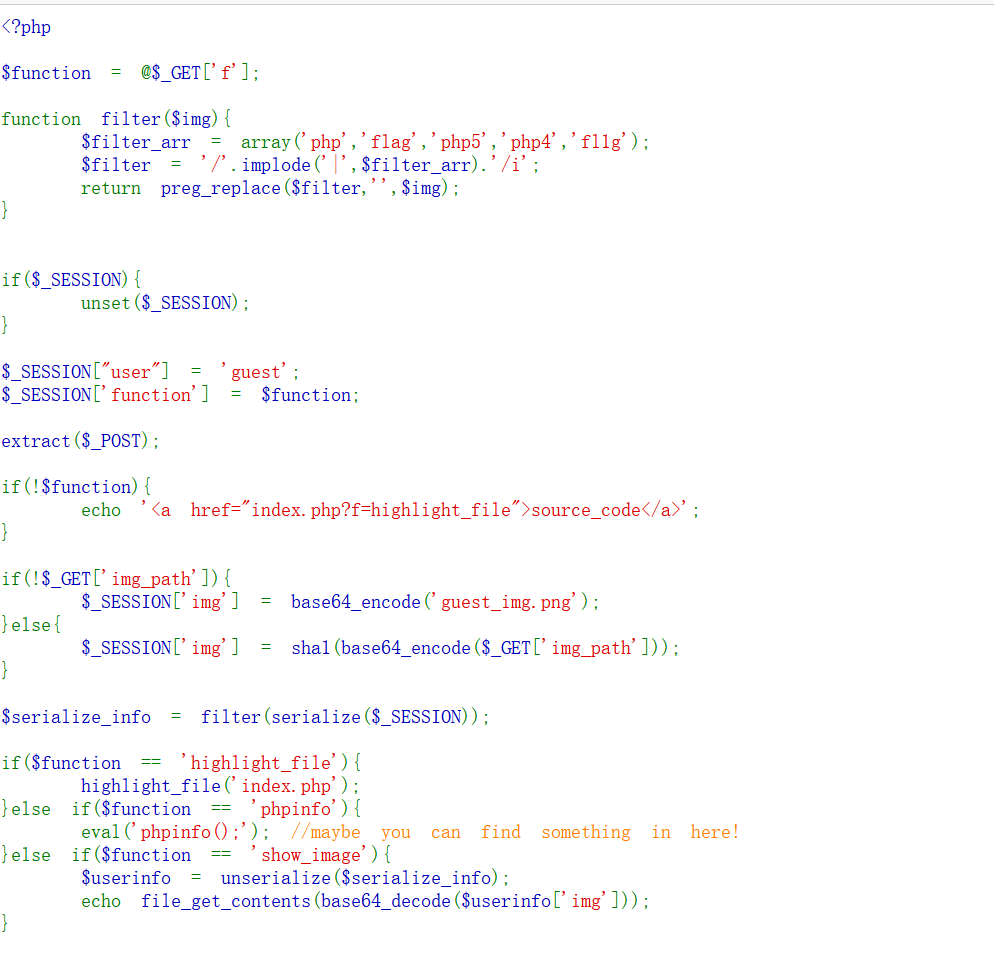 <?php
$function = @$_GET['f'];
function filter($img){
$filter_arr = array('php','flag','php5','php4','fl1g');
$filter = '/'.implode('|',$filter_arr).'/i';
return preg_replace($filter,'',$img);
}
if($_SESSION){
unset($_SESSION);
}
$_SESSION["user"] = 'guest';
$_SESSION['function'] = $function;
extract($_POST);
if(!$function){
echo '<a href="index.php?f=highlight_file">source_code</a>';
}
if(!$_GET['img_path']){
$_SESSION['img'] = base64_encode('guest_img.png');
}else{
$_SESSION['img'] = sha1(base64_encode($_GET['img_path']));
}
$serialize_info = filter(serialize($_SESSION));
if($function == 'highlight_file'){
highlight_file('index.php');
}else if($function == 'phpinfo'){
eval('phpinfo();'); //maybe you can find something in here!
}else if($function == 'show_image'){
$userinfo = unserialize($serialize_info);
echo file_get_contents(base64_decode($userinfo['img']));
}